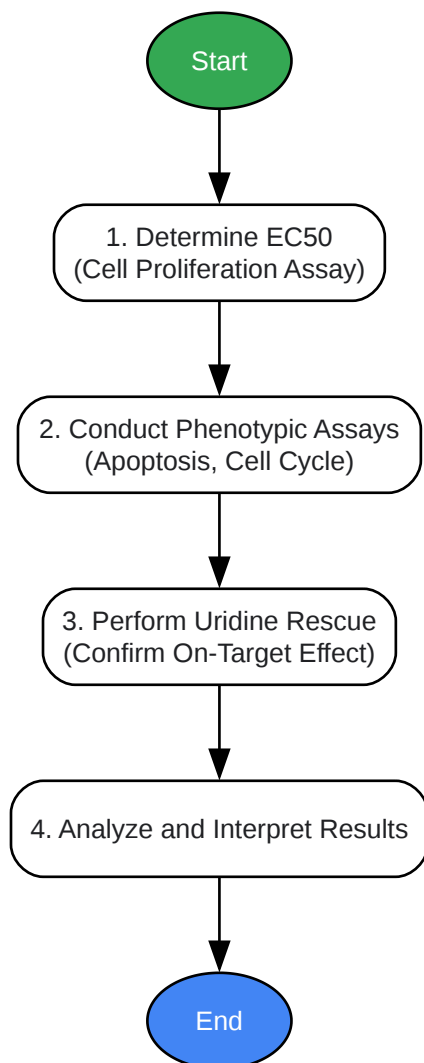 Start
1. Determine EC50
(Cell Proliferation Assay)
2. Conduct Phenotypic Assays
(Apoptosis, Cell Cycle)
3. Perform Uridine Rescue
(Confirm On-Target Effect)
4. Analyze and Interpret Results
End